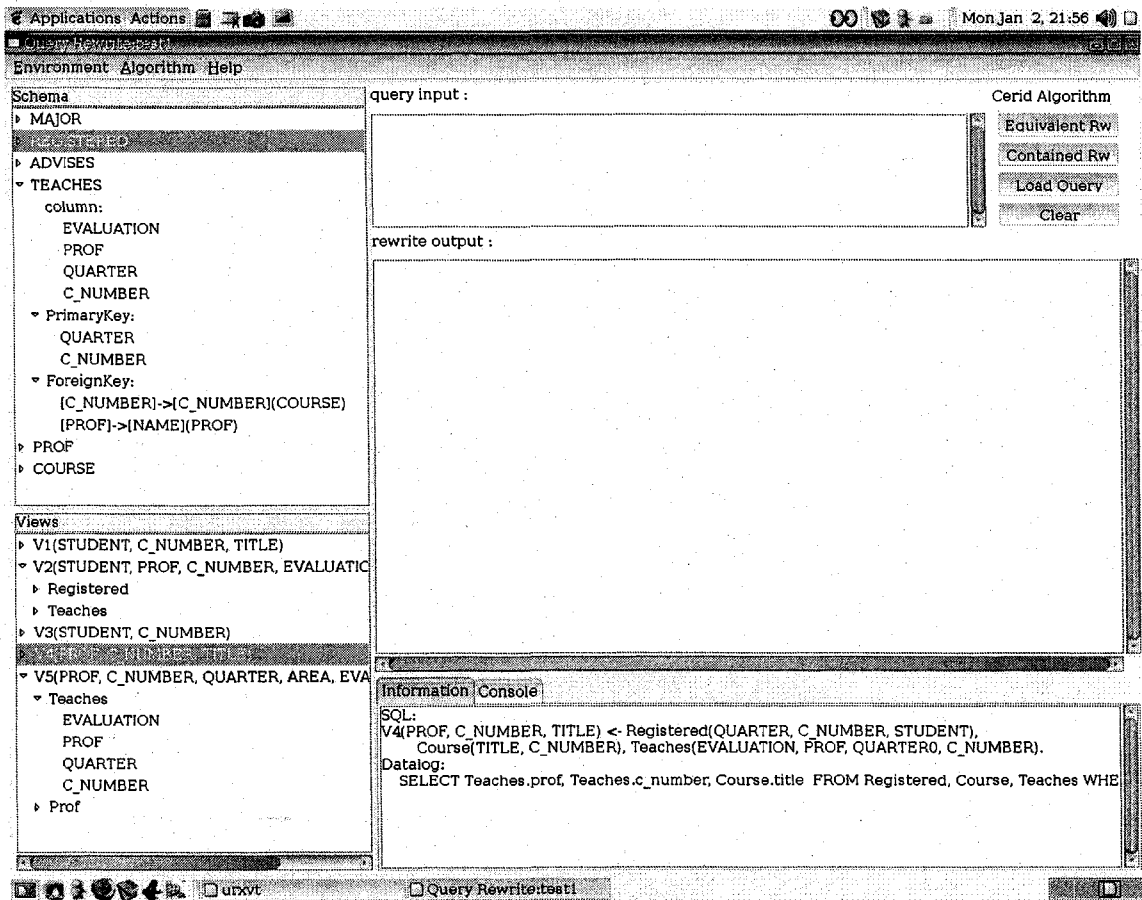 Applications Actions
Mon Jan 2, 21:56
Query Rewrite:test1
Environment Algorithm Help
Schema
MAJOR
REGISTERED
ADVISES
TEACHES
column:
EVALUATION
PROF
QUARTER
C_NUMBER
PrimaryKey:
QUARTER
C_NUMBER
ForeignKey:
[C_NUMBER]->[C_NUMBER](COURSE)
[PROF]->[NAME](PROF)
PROF
COURSE
Views
V1(STUDENT, C_NUMBER, TITLE)
V2(STUDENT, PROF, C_NUMBER, EVALUATIC
Registered
Teaches
V3(STUDENT, C_NUMBER)
V4(PROF, C_NUMBER, TITLE)
V5(PROF, C_NUMBER, QUARTER, AREA, EVA
Teaches
EVALUATION
PROF
QUARTER
C_NUMBER
Prof
query input :
Cerid Algorithm
Equivalent Rw
Contained Rw
Load Query
Clear
rewrite output :
Information Console
SQL:
V4(PROF, C_NUMBER, TITLE) <- Registered(QUARTER, C_NUMBER, STUDENT),
Course(TITLE, C_NUMBER), Teaches(EVALUATION, PROF, QUARTER0, C_NUMBER).
Datalog:
SELECT Teaches.prof, Teaches.c_number, Course.title FROM Registered, Course, Teaches WHE
urxvt
Query Rewrite:test1